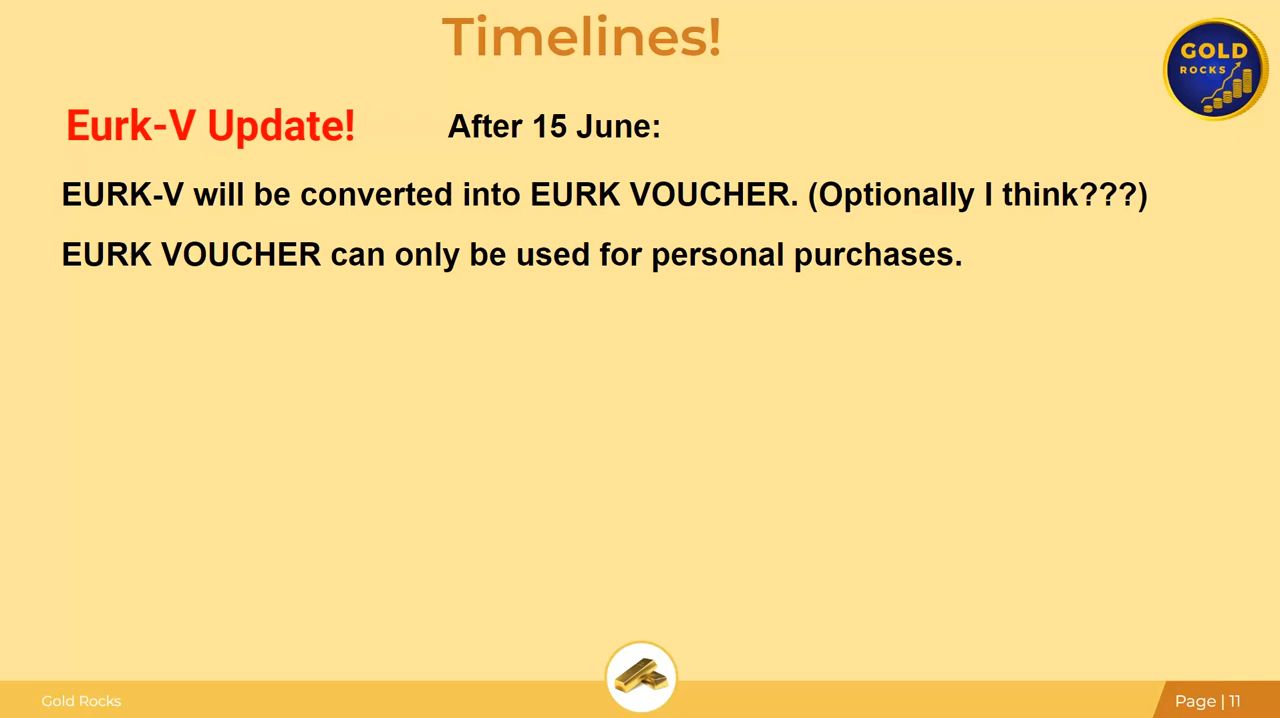 Timelines!
GOLD
ROCKS
Eurk-V Update!
After 15 June:
EURK-V will be converted into EURK VOUCHER. (Optionally I think???)
EURK VOUCHER can only be used for personal purchases.
Gold Rocks
Page | 11